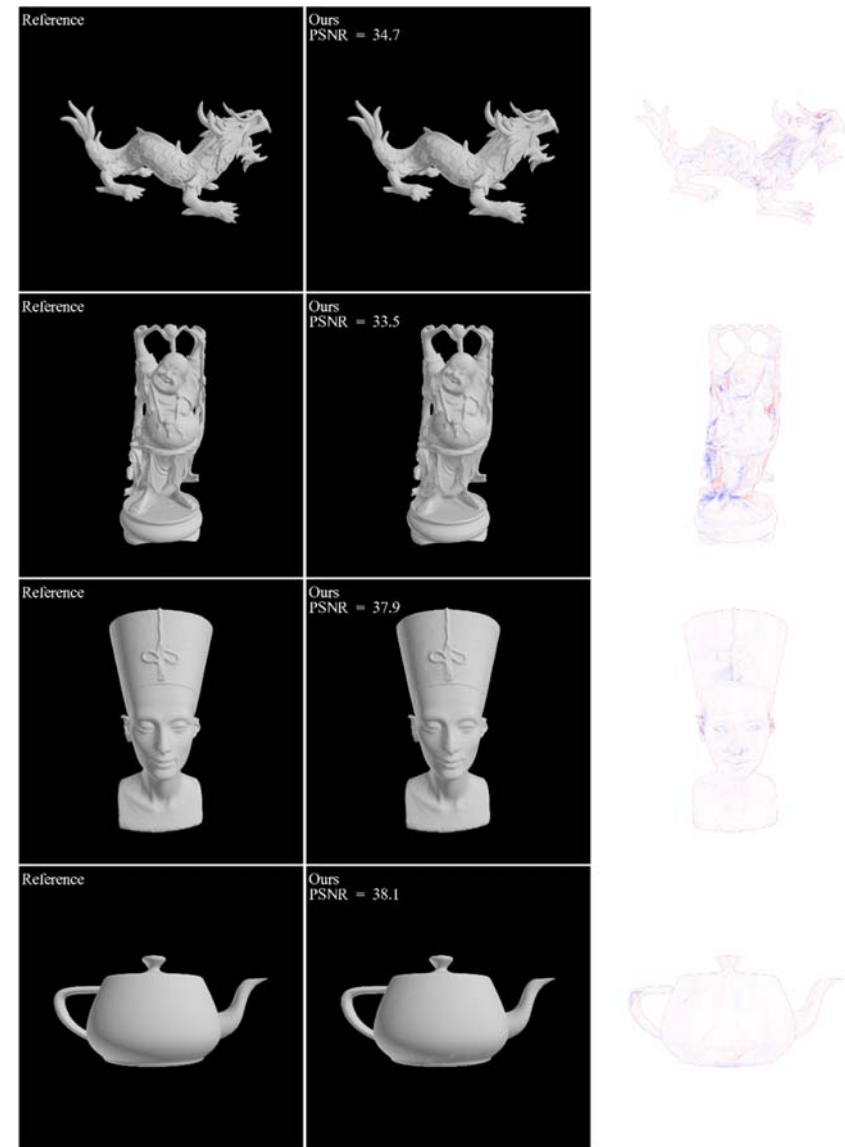 Reference
Ours
PSNR = 34.7
Reference
Ours
PSNR = 33.5
Reference
Ours
PSNR = 37.9
Reference
Ours
PSNR = 38.1